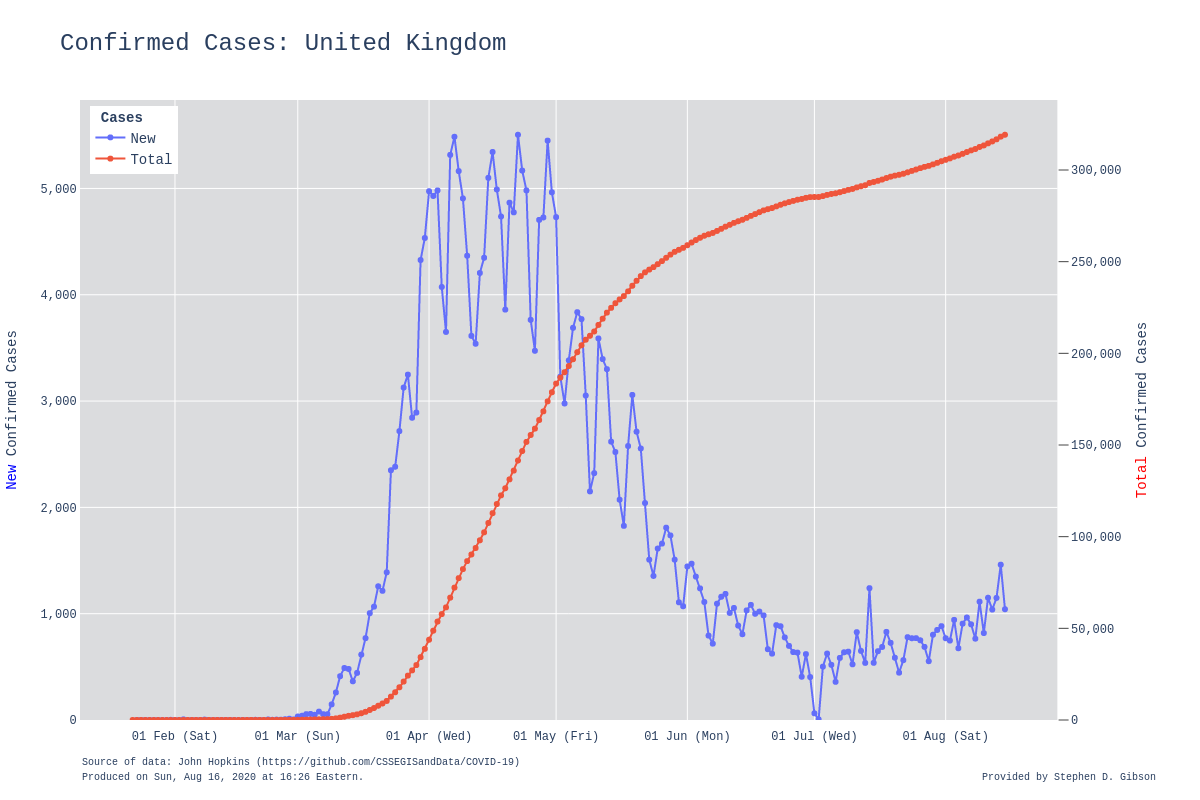 Confirmed Cases: United Kingdom
Cases
New
Total
5,000
4,000
3,000
2,000
1,000
0
New Confirmed Cases
300,000
250,000
200,000
150,000
100,000
50,000
0
Total Confirmed Cases
01 Feb (Sat) 01 Mar (Sun) 01 Apr (Wed) 01 May (Fri) 01 Jun (Mon) 01 Jul (Wed) 01 Aug (Sat)
Source of data: John Hopkins (https://github.com/CSSEGISandData/COVID-19)
Produced on Sun, Aug 16, 2020 at 16:26 Eastern.
Provided by Stephen D. Gibson